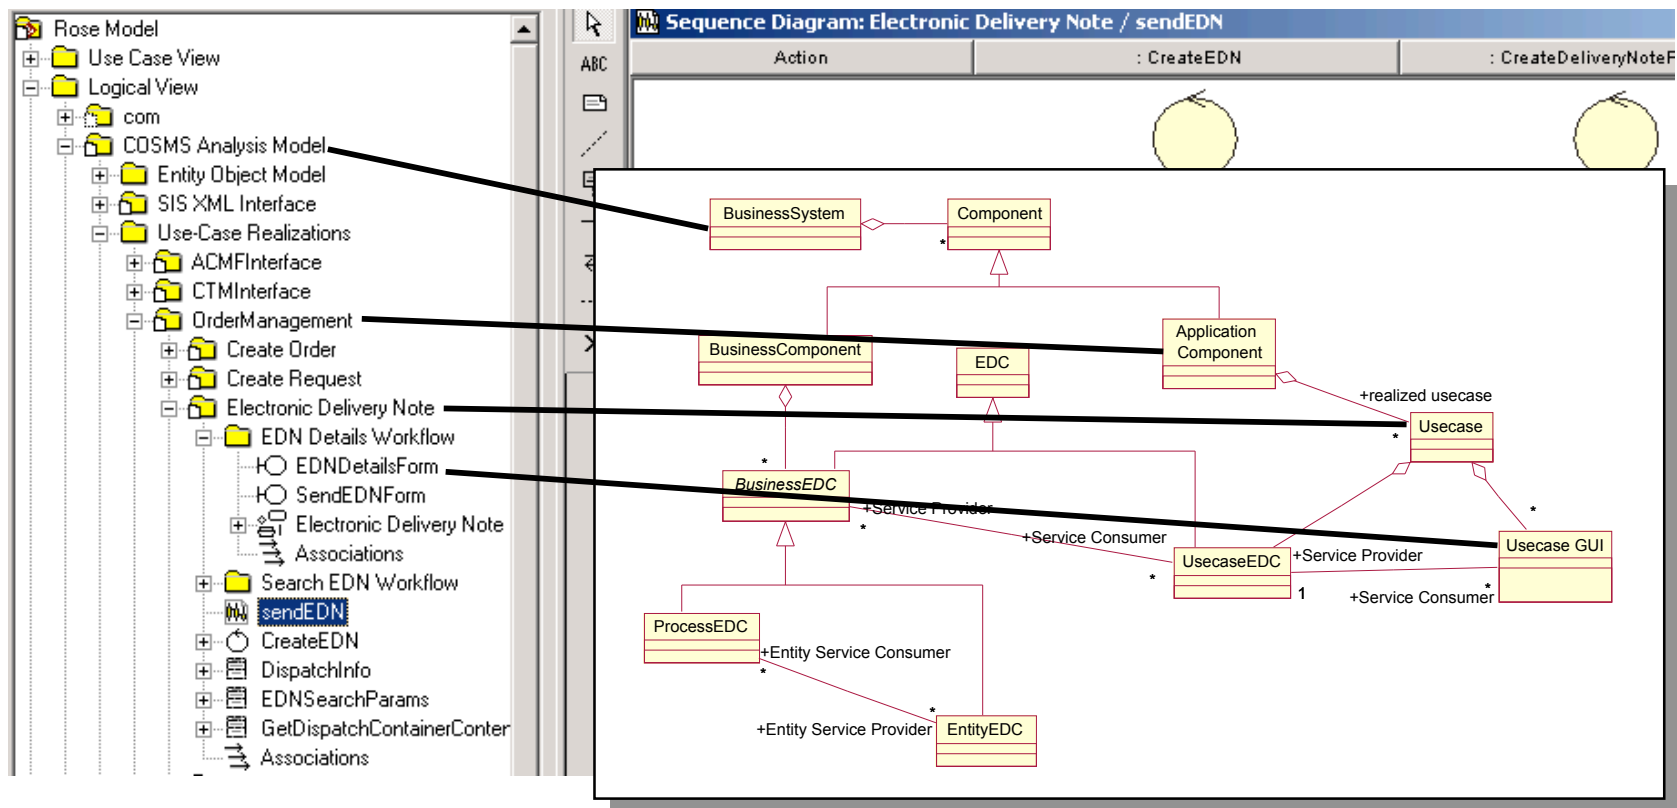 Rose Model
Use Case View
Logical View
com
COSMS Analysis Model
Entity Object Model
SIS XML Interface
Use-Case Realizations
ACMFInterface
CTMInterface
OrderManagement
Create Order
Create Request
Electronic Delivery Note
EDN Details Workflow
EDNDetailsForm
SendEDNForm
Electronic Delivery Note
Associations
Search EDN Workflow
sendEDN
CreateEDN
DispatchInfo
EDNSearchParams
GetDispatchContainerConter
Associations
ABC
Sequence Diagram: Electronic Delivery Note / sendEDN
Action
: CreateEDN
: CreateDeliveryNoteF
BusinessSystem
Component
*
BusinessComponent
EDC
Application
Component
+realized usecase
*
Usecase
*
BusinessEDC
+Service Provider
*
+Service Consumer
*
UsecaseEDC
+Service Provider
1
*
Usecase GUI
*
+Service Consumer
ProcessEDC
+Entity Service Consumer
*
*
+Entity Service Provider
EntityEDC